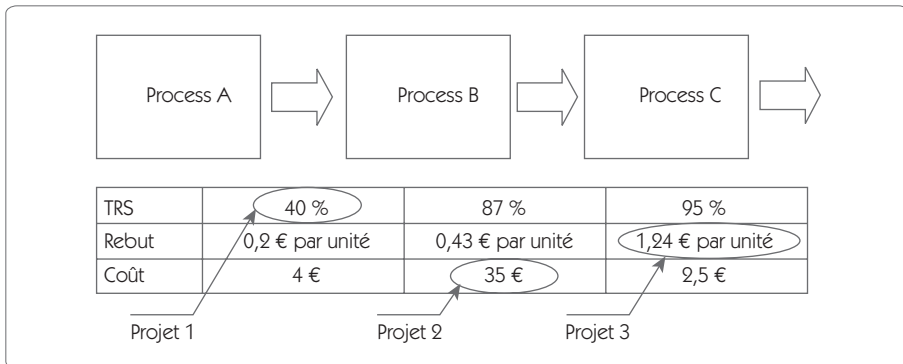 Process A Process B Process C
TRS 40 % 87 % 95 %
Rebut 0,2 € par unité 0,43 € par unité 1,24 € par unité
Coût 4 € 35 € 2,5 €
Projet 1 Projet 2 Projet 3